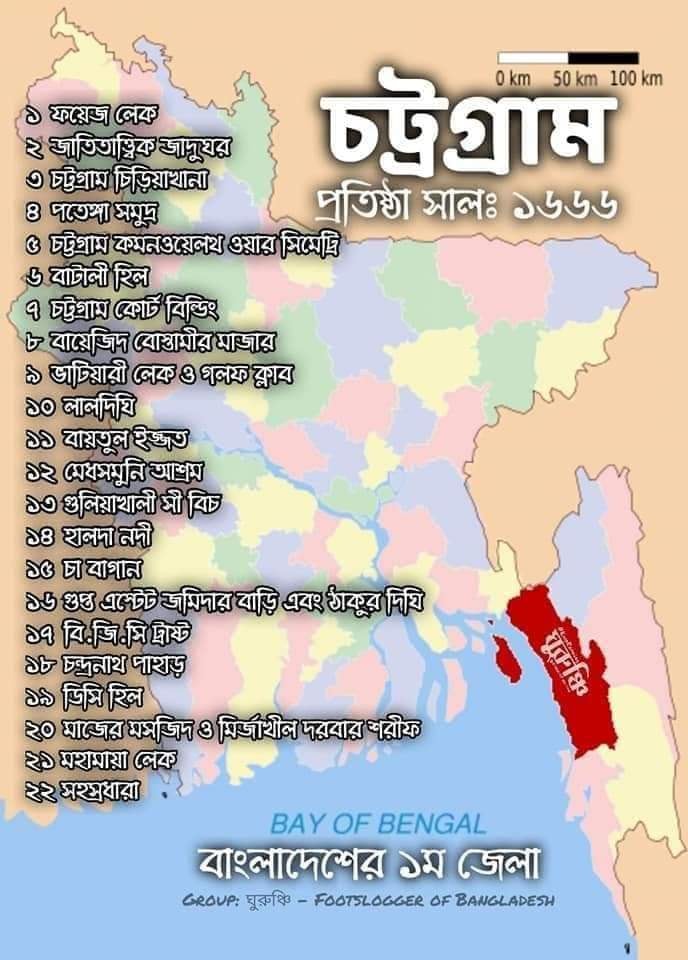 0 km 50 km 100 km
চট্টগ্রাম
প্রতিষ্ঠা সালঃ ১৬৬৬
১ ফয়েজ লেক
২ জাতিতাত্ত্বিক জাদুঘর
৩ চট্টগ্রাম চিড়িয়াখানা
৪ পতেঙ্গা সমুদ্র
৫ চট্টগ্রাম কমনওয়েলথ ওয়ার সিমেট্রি
৬ বাটালী হিল
৭ চট্টগ্রাম কোর্ট বিল্ডিং
৮ বায়েজিদ বোস্তামীর মাজার
৯ ভাটিয়ারী লেক ও গলফ ক্লাব
১০ লালদিঘি
১১ বায়তুল ইজ্জত
১২ মেধসমুনি আশ্রম
১৩ গুলিয়াখালী সী বিচ
১৪ হালদা নদী
১৫ চা বাগান
১৬ গুপ্ত এস্টেট জমিদার বাড়ি এবং ঠাকুর দিঘি
১৭ বি.জি.সি ট্রাষ্ট
১৮ চন্দ্রনাথ পাহাড়
১৯ ডিসি হিল
২০ মাজের মসজিদ ও মির্জাখীল দরবার শরীফ
২১ মহামায়া লেক
২২ সহস্রধারা
ঘুরুঞ্চি
BAY OF BENGAL
বাংলাদেশের ১ম জেলা
GROUP: ঘুরুঞ্চি - FOOTSLOGGER OF BANGLADESH